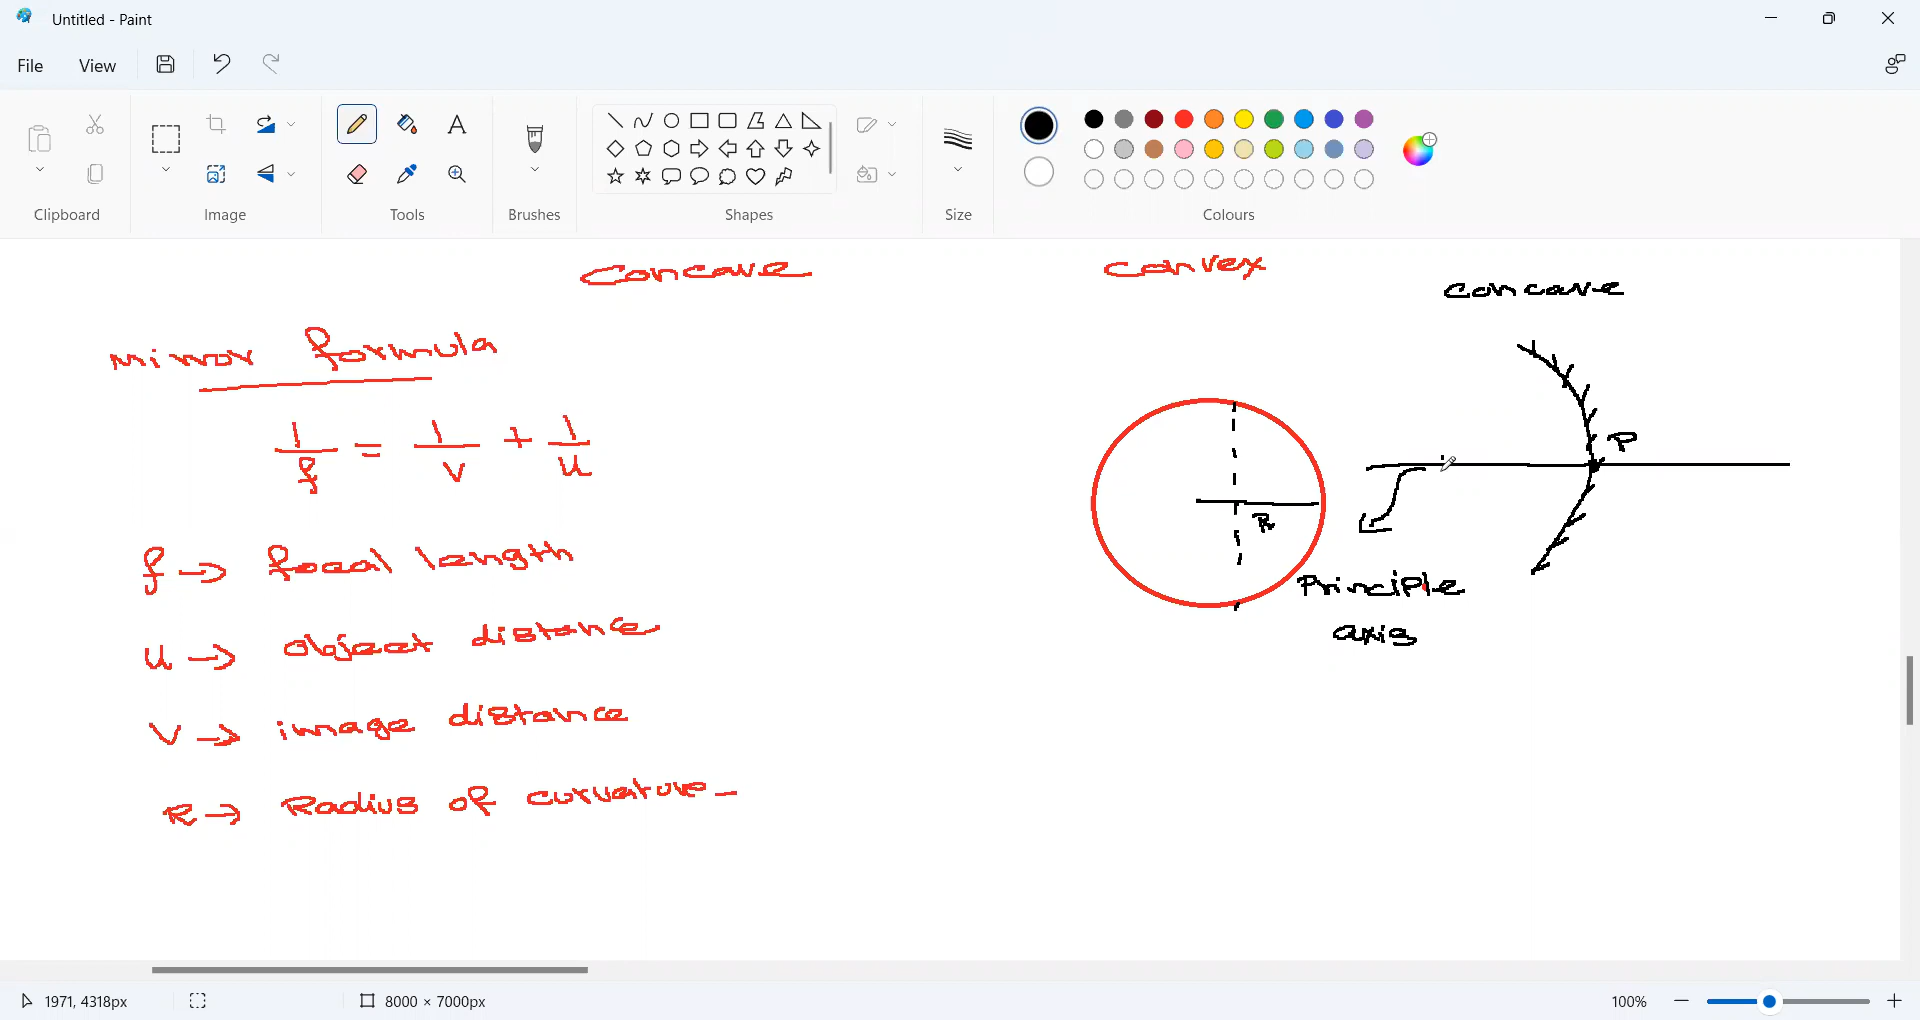 Untitled - Paint
File View
Clipboard Image Tools Brushes Shapes Size Colours
Concave Convex
Concave
mirror formula
1/f = 1/v + 1/u
P
R
f → focal length
Principle
axis
u → object distance
v → image distance
R → Radius of curvature
1971, 4318px 8000 × 7000px 100%